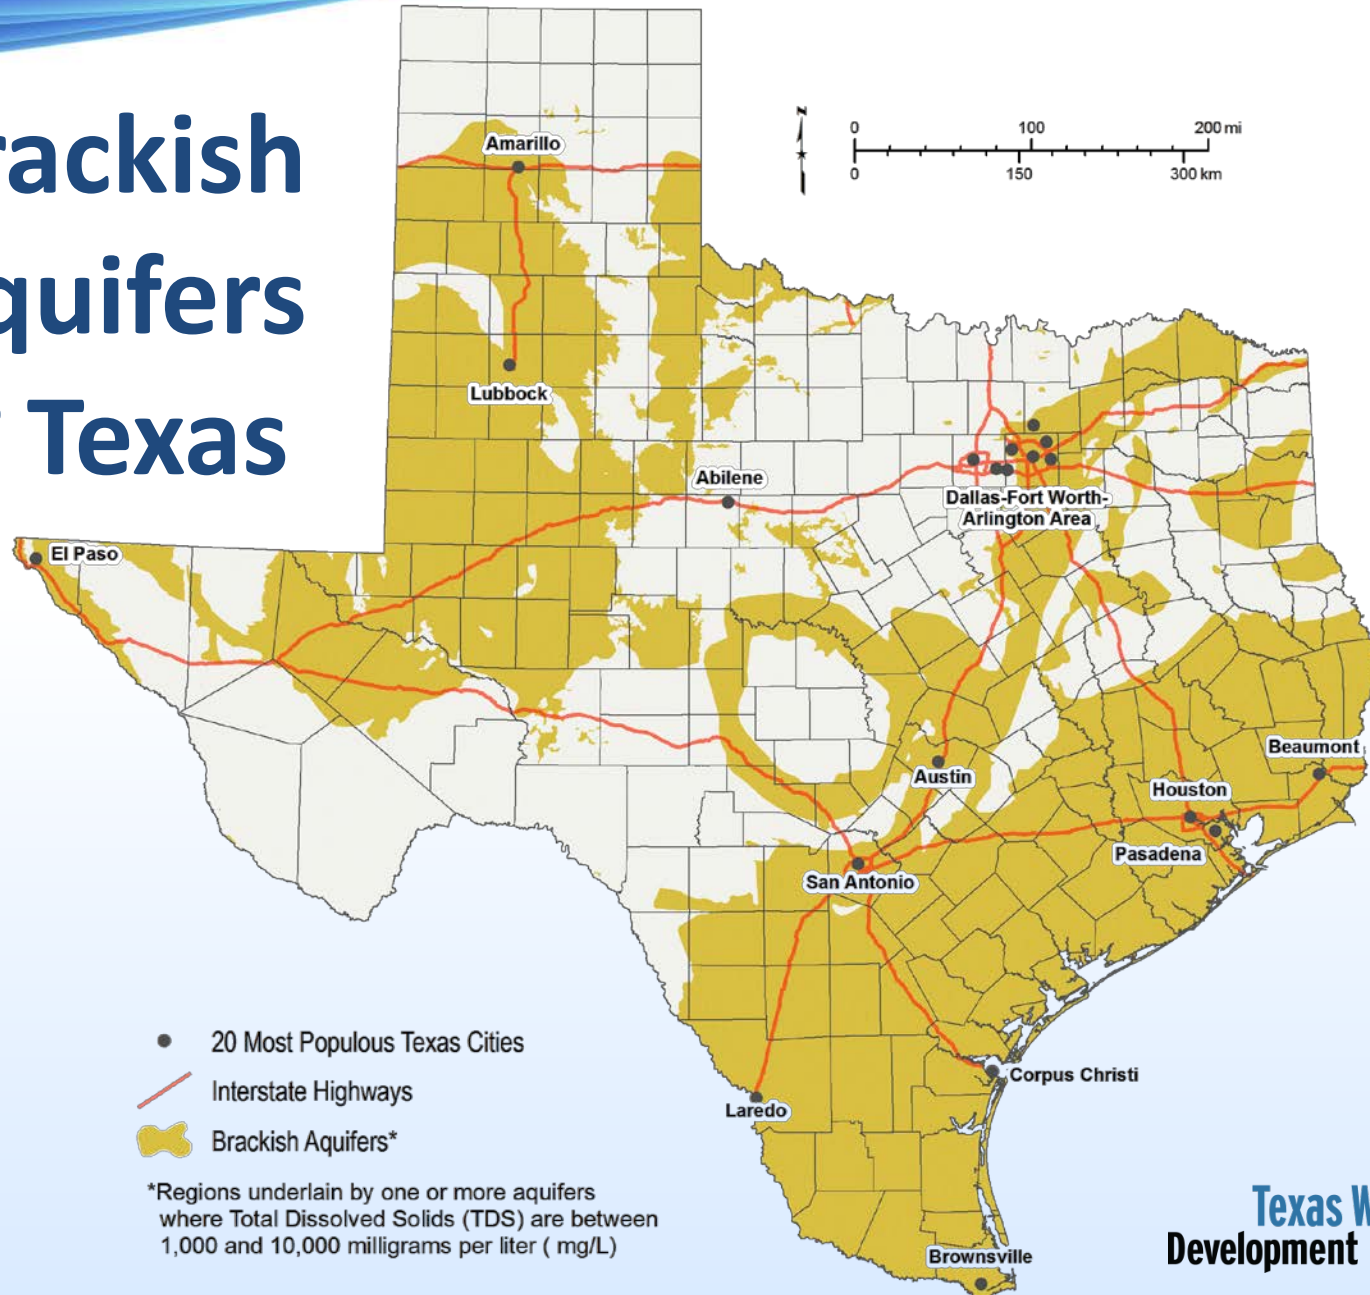 rackish
quifers
Texas
N
0 100 200 mi
0 150 300 km
Amarillo
Lubbock
Abilene
Dallas-Fort Worth-
Arlington Area
El Paso
Austin
Beaumont
Houston
Pasadena
San Antonio
Corpus Christi
Laredo
Brownsville
20 Most Populous Texas Cities
Interstate Highways
Brackish Aquifers*
*Regions underlain by one or more aquifers
where Total Dissolved Solids (TDS) are between
1,000 and 10,000 milligrams per liter ( mg/L)
Texas W
Development